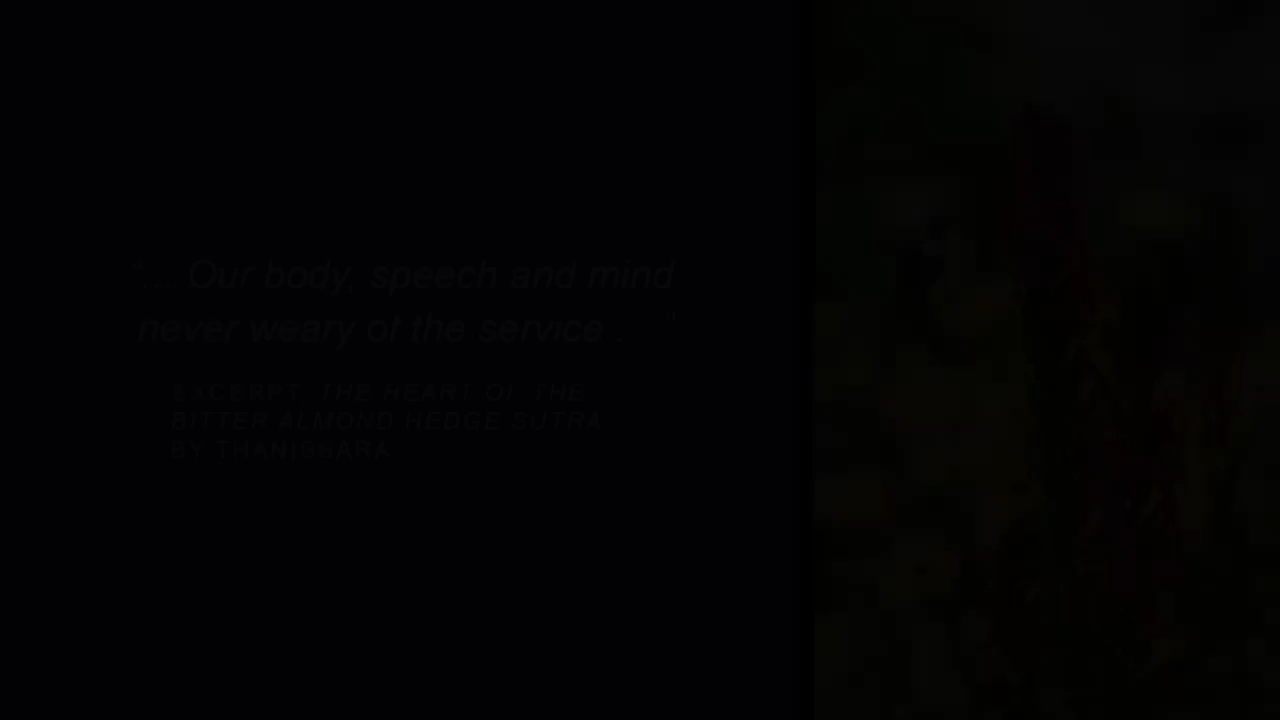 "... Our body, speech and mind
never weary of the service ... "
EXCERPT THE HEART OF THE
BITTER ALMOND HEDGE SUTRA
BY THANISSARA